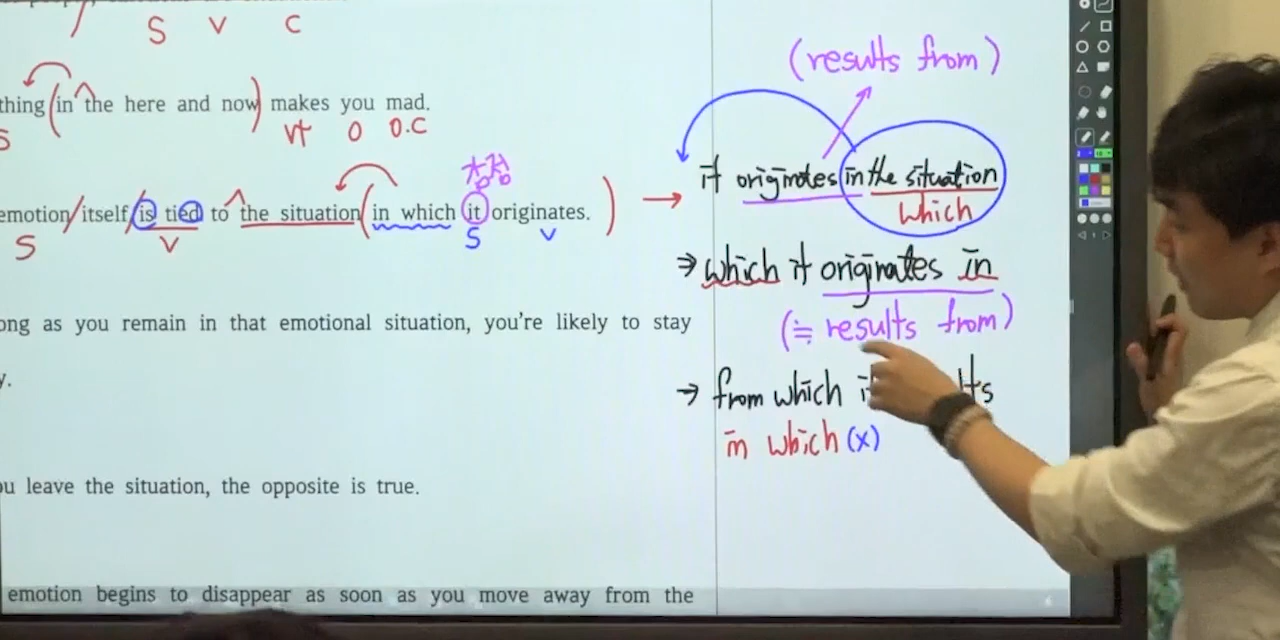 S V C
thing (in the here and now) makes you mad.
S vt O O.C
(results from)
대정
emotion/itself/is tied to the situation (in which it originates.)
S V S V
→ it originates in the situation
which
⇒ which it originates in
(≒ results from)
ong as you remain in that emotional situation, you're likely to stay
y.
→ from which
in which (x)
ou leave the situation, the opposite is true.
emotion begins to disappear as soon as you move away from the